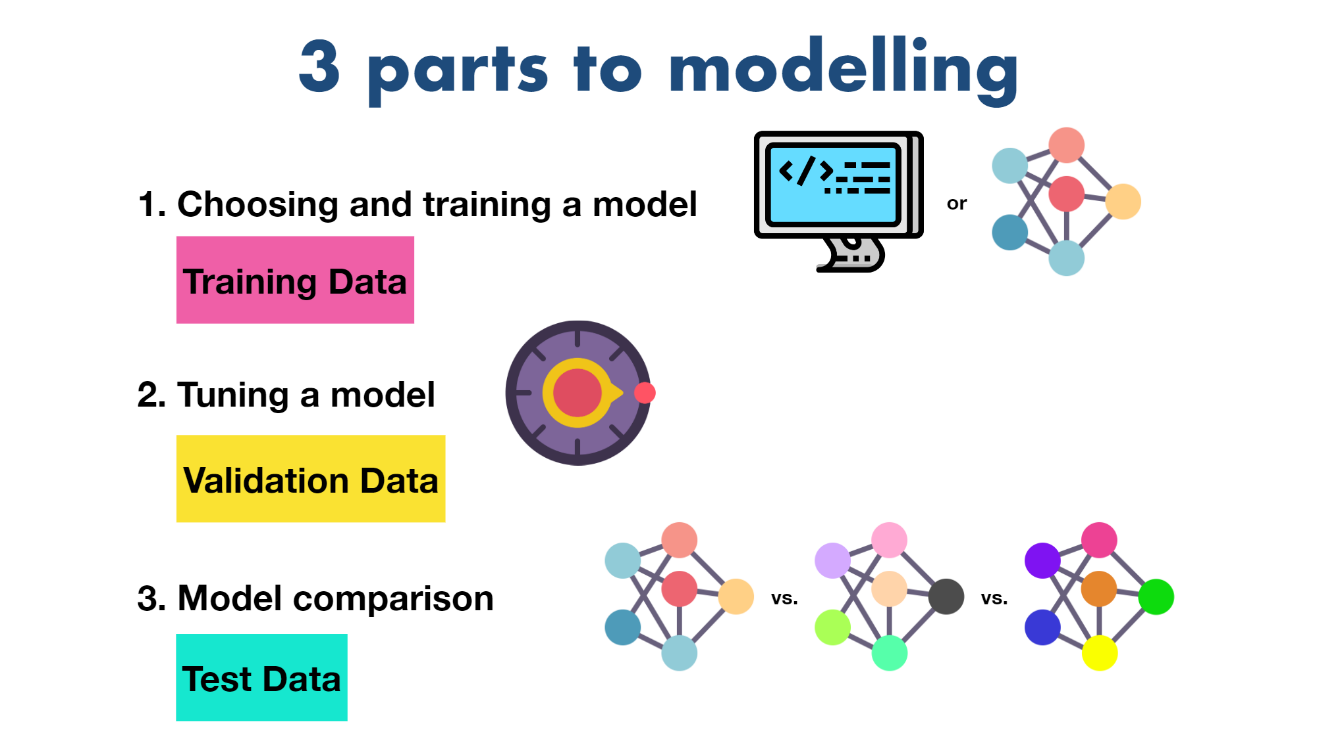 3 parts to modelling
1. Choosing and training a model
</>
or
Training Data
2. Tuning a model
Validation Data
3. Model comparison
vs.
vs.
Test Data